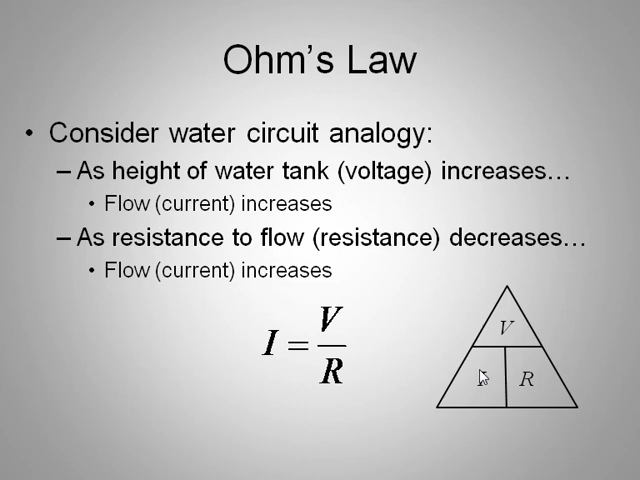 Ohm's Law
• Consider water circuit analogy:
– As height of water tank (voltage) increases…
• Flow (current) increases
– As resistance to flow (resistance) decreases…
• Flow (current) increases
I = V/R
V
R